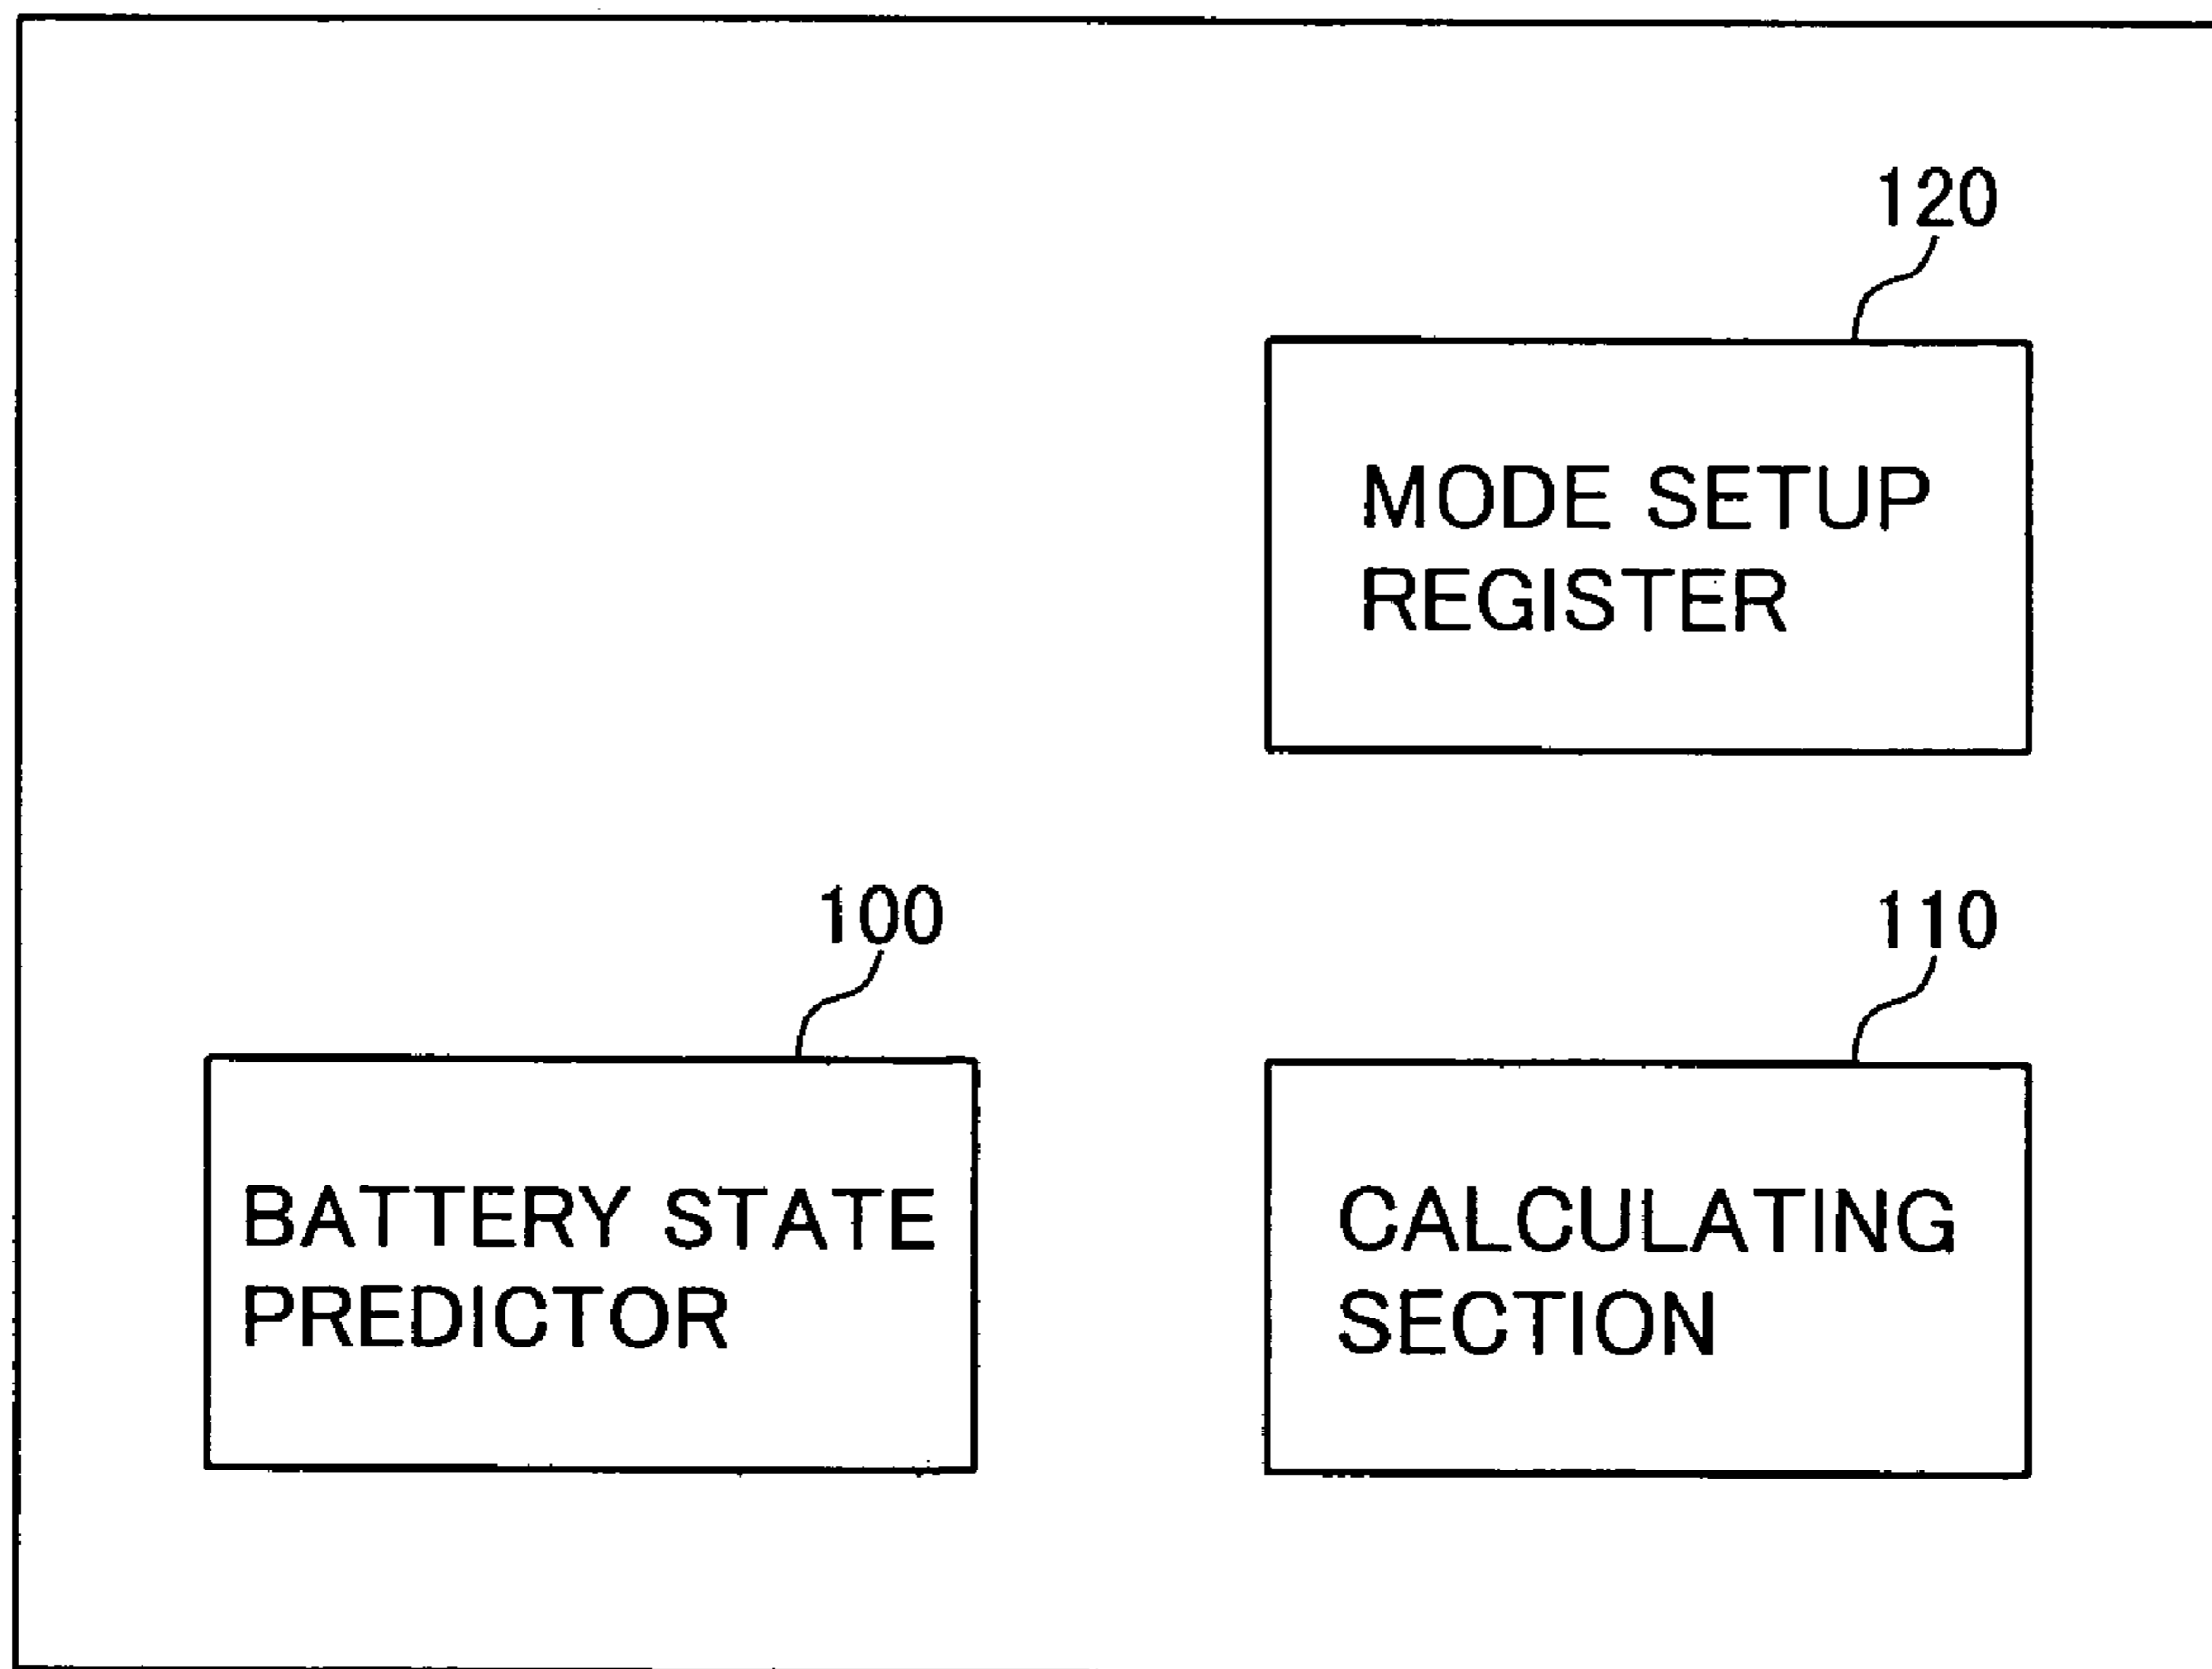 120
MODE SETUP
REGISTER
100
BATTERY STATE
PREDICTOR
110
CALCULATING
SECTION